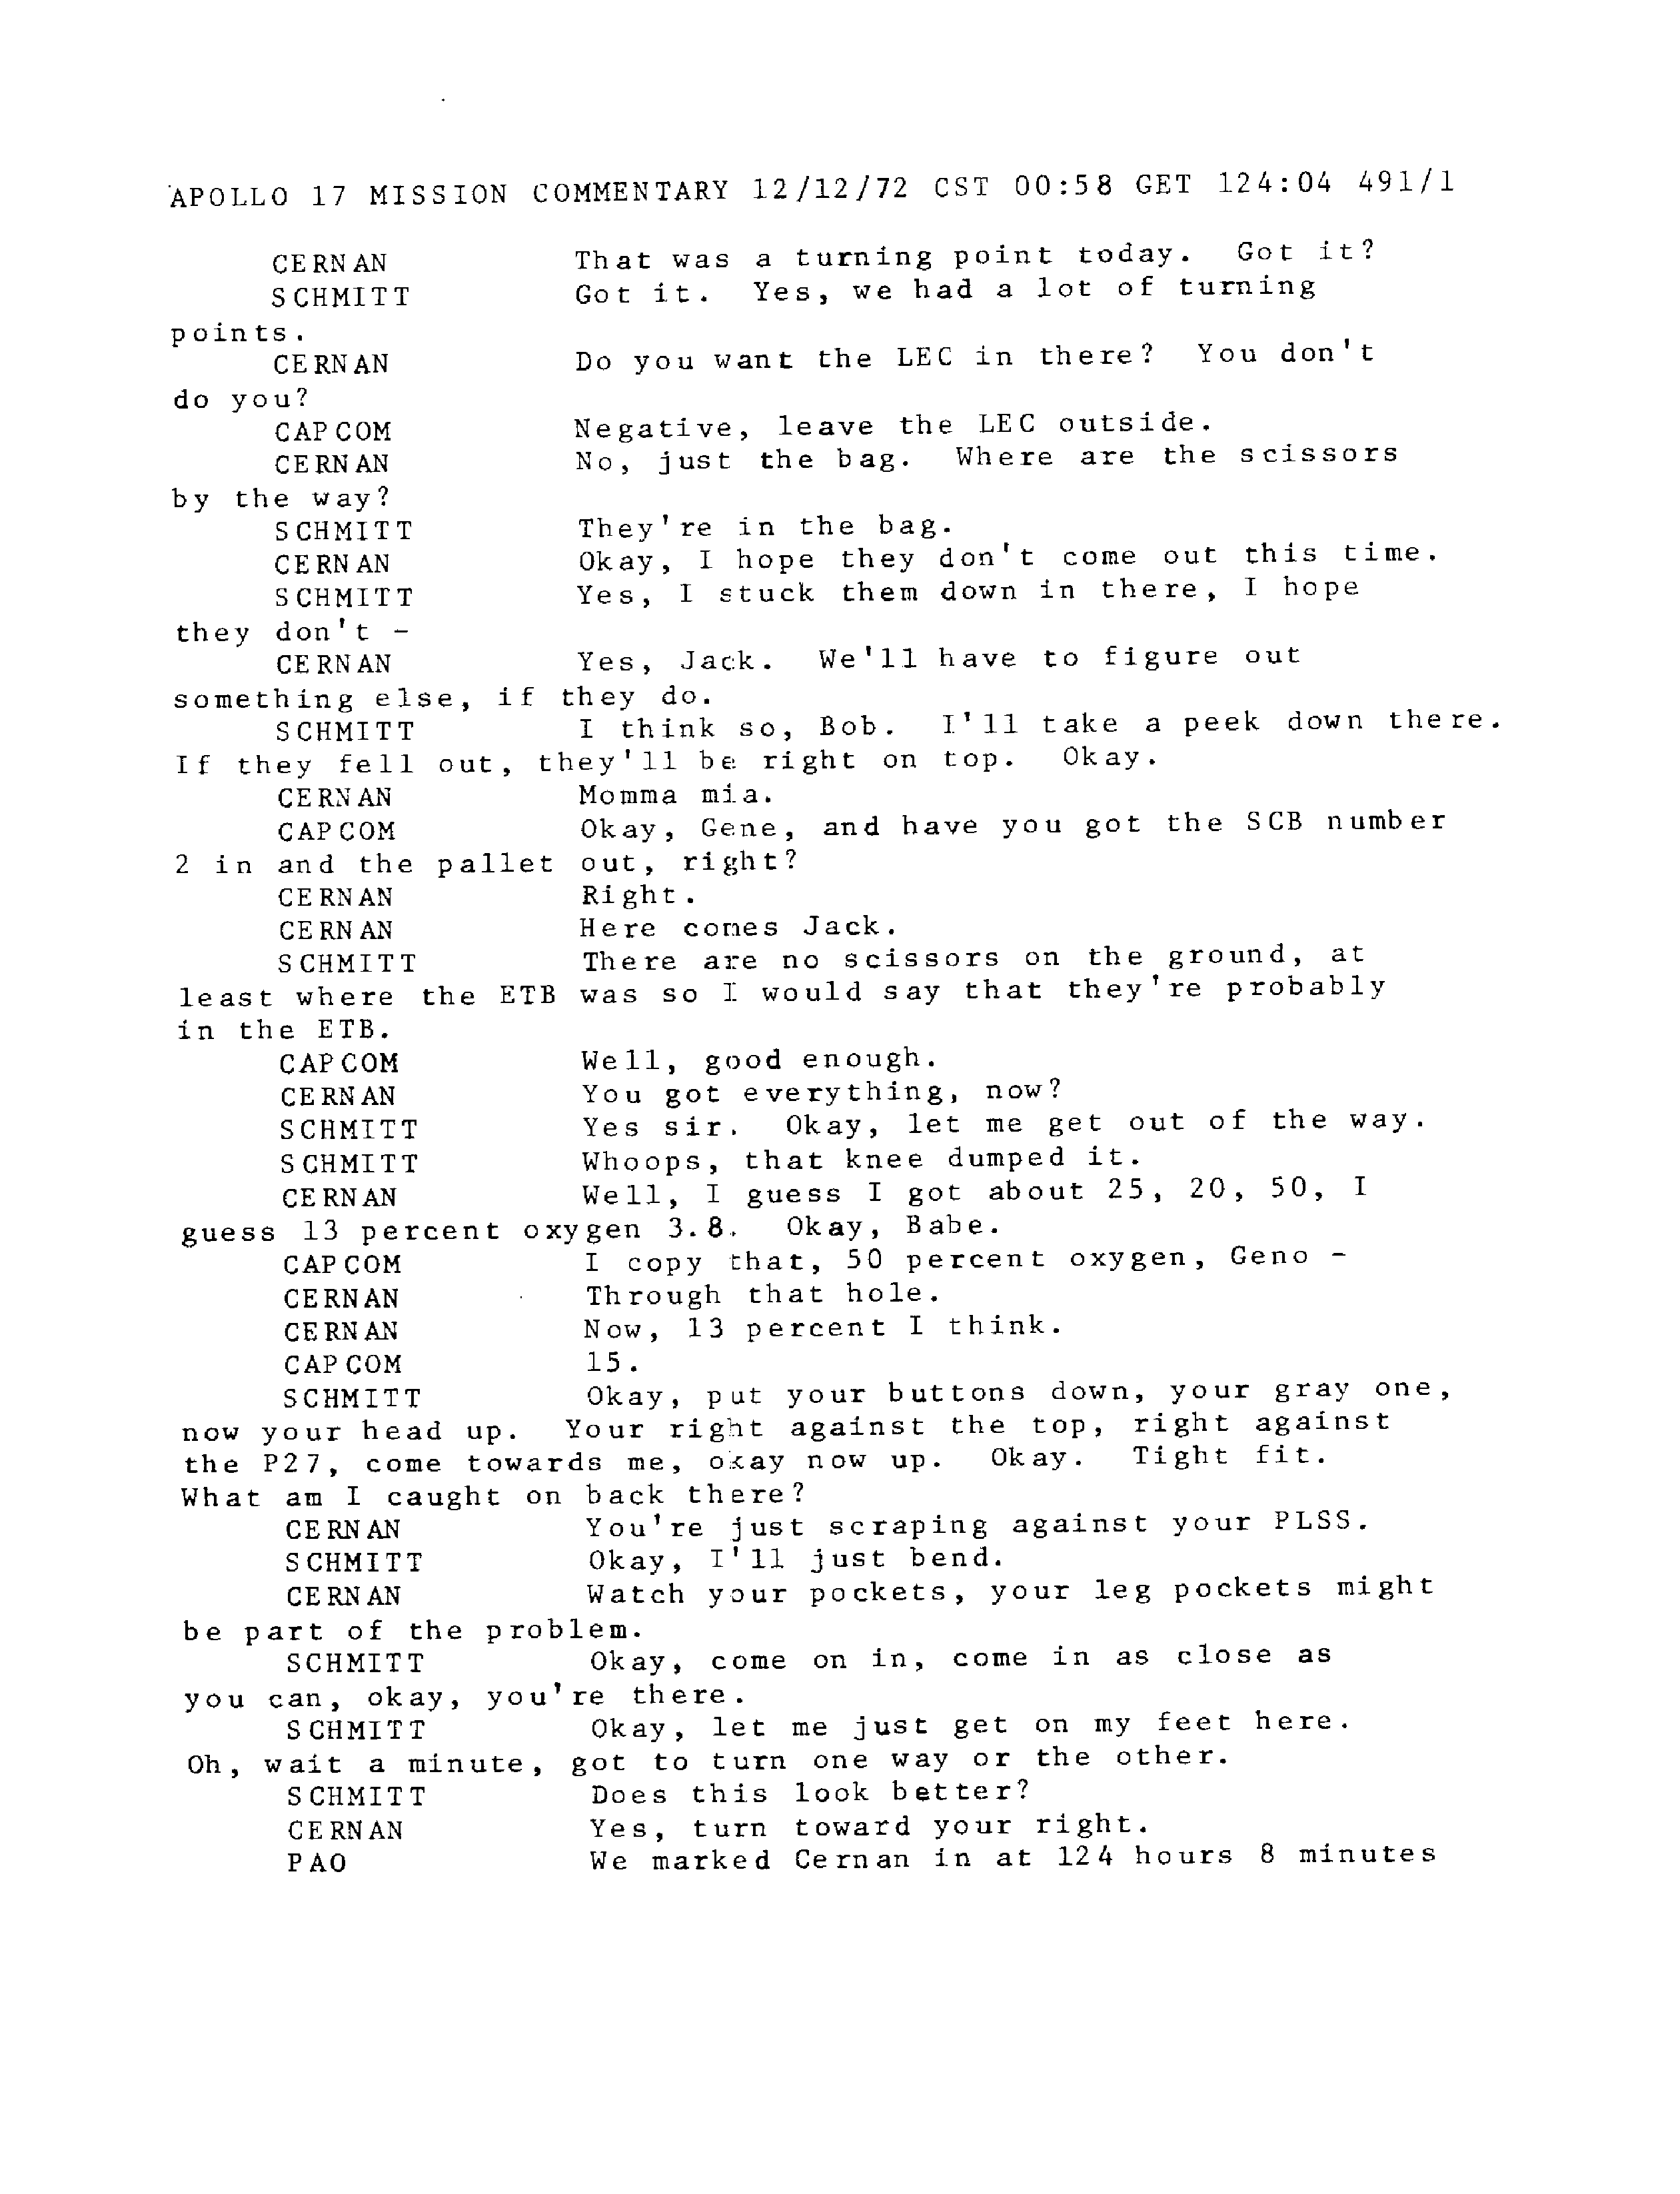 APOLLO 17 MISSION COMMENTARY 12/12/72 CST 00:58 GET 124:04 491/1
CERNAN That was a turning point today. Got it?
SCHMITT Got it. Yes, we had a lot of turning
points.
CERNAN Do you want the LEC in there? You don't
do you?
CAPCOM Negative, leave the LEC outside.
CERNAN No, just the bag. Where are the scissors
by the way?
SCHMITT They're in the bag.
CERNAN Okay, I hope they don't come out this time.
SCHMITT Yes, I stuck them down in there, I hope
they don't -
CERNAN Yes, Jack. We'll have to figure out
something else, if they do.
SCHMITT I think so, Bob. I'll take a peek down there.
If they fell out, they'll be right on top. Okay.
CERNAN Momma mia.
CAPCOM Okay, Gene, and have you got the SCB number
2 in and the pallet out, right?
CERNAN Right.
CERNAN Here comes Jack.
SCHMITT There are no scissors on the ground, at
least where the ETB was so I would say that they're probably
in the ETB.
CAPCOM Well, good enough.
CERNAN You got everything, now?
SCHMITT Yes sir. Okay, let me get out of the way.
SCHMITT Whoops, that knee dumped it.
CERNAN Well, I guess I got about 25, 20, 50, I
guess 13 percent oxygen 3.8. Okay, Babe.
CAPCOM I copy that, 50 percent oxygen, Geno -
CERNAN Through that hole.
CERNAN Now, 13 percent I think.
CAPCOM 15.
SCHMITT Okay, put your buttons down, your gray one,
now your head up. Your right against the top, right against
the P27, come towards me, okay now up. Okay. Tight fit.
What am I caught on back there?
CERNAN You're just scraping against your PLSS.
SCHMITT Okay, I'll just bend.
CERNAN Watch your pockets, your leg pockets might
be part of the problem.
SCHMITT Okay, come on in, come in as close as
you can, okay, you're there.
SCHMITT Okay, let me just get on my feet here.
Oh, wait a minute, got to turn one way or the other.
SCHMITT Does this look better?
CERNAN Yes, turn toward your right.
PAO We marked Cernan in at 124 hours 8 minutes